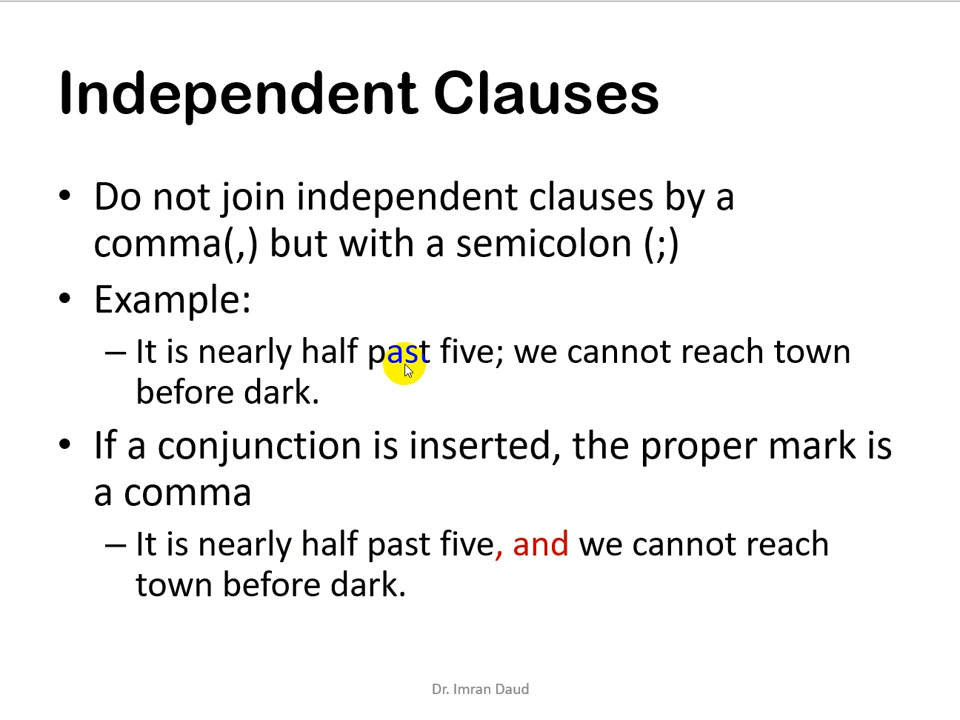 Independent Clauses
• Do not join independent clauses by a
comma(,) but with a semicolon (;)
• Example:
– It is nearly half past five; we cannot reach town
before dark.
• If a conjunction is inserted, the proper mark is
a comma
– It is nearly half past five, and we cannot reach
town before dark.
Dr. Imran Daud